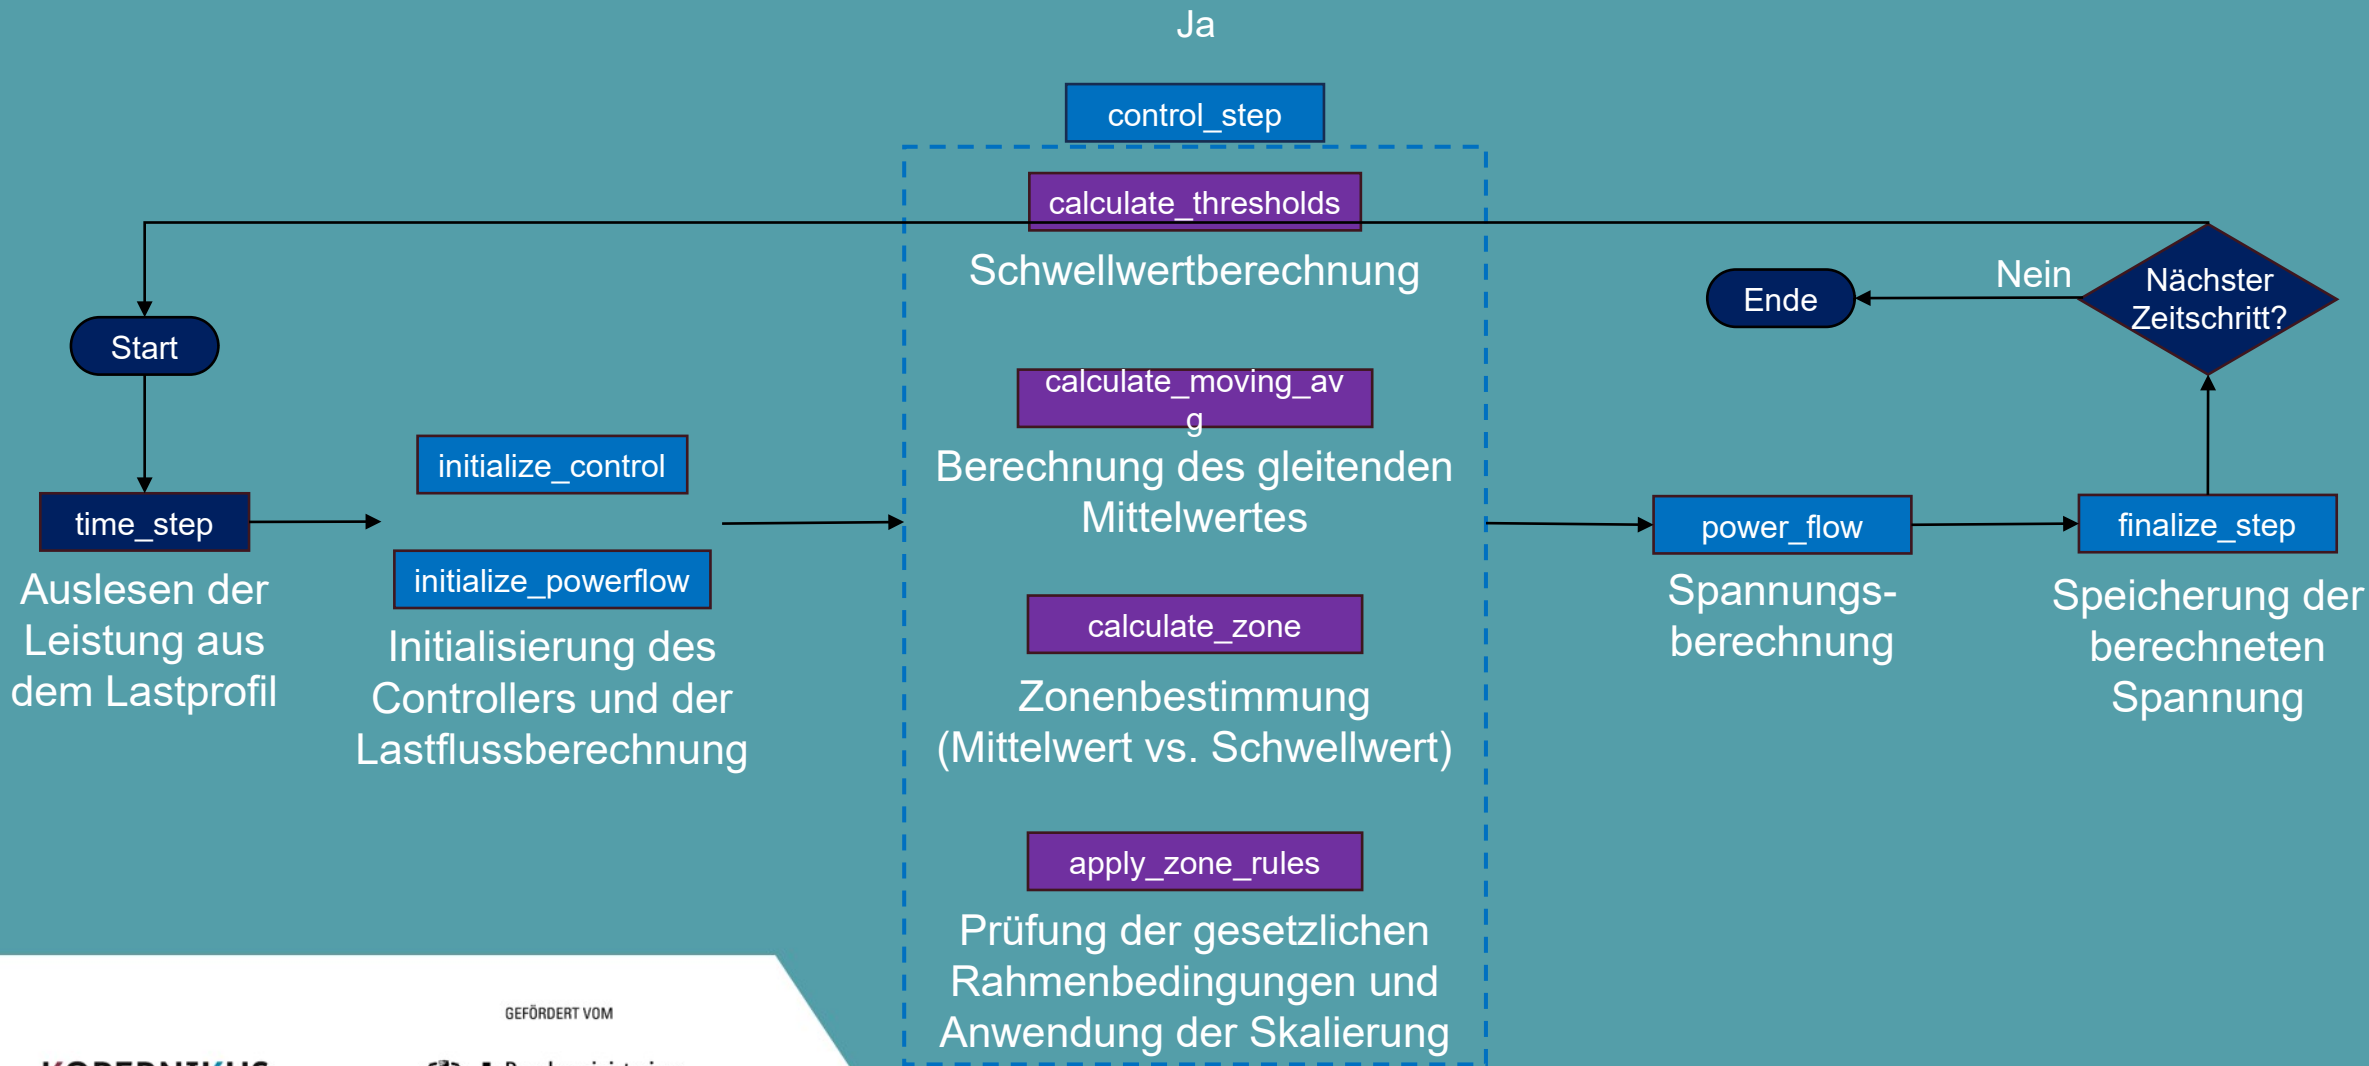 Ja
control_step
calculate_thresholds
Schwellwertberechnung
calculate_moving_av
g
Berechnung des gleitenden
Mittelwertes
calculate_zone
Zonenbestimmung
(Mittelwert vs. Schwellwert)
apply_zone_rules
Prüfung der gesetzlichen
Rahmenbedingungen und
Anwendung der Skalierung
Start
time_step
Auslesen der
Leistung aus
dem Lastprofil
initialize_control
initialize_powerflow
Initialisierung des
Controllers und der
Lastflussberechnung
power_flow
Spannungs-
berechnung
finalize_step
Speicherung der
berechneten
Spannung
Nächster
Zeitschritt?
Nein
Ende
GEFÖRDERT VOM
KOPERNIKUS
Bundesministerium